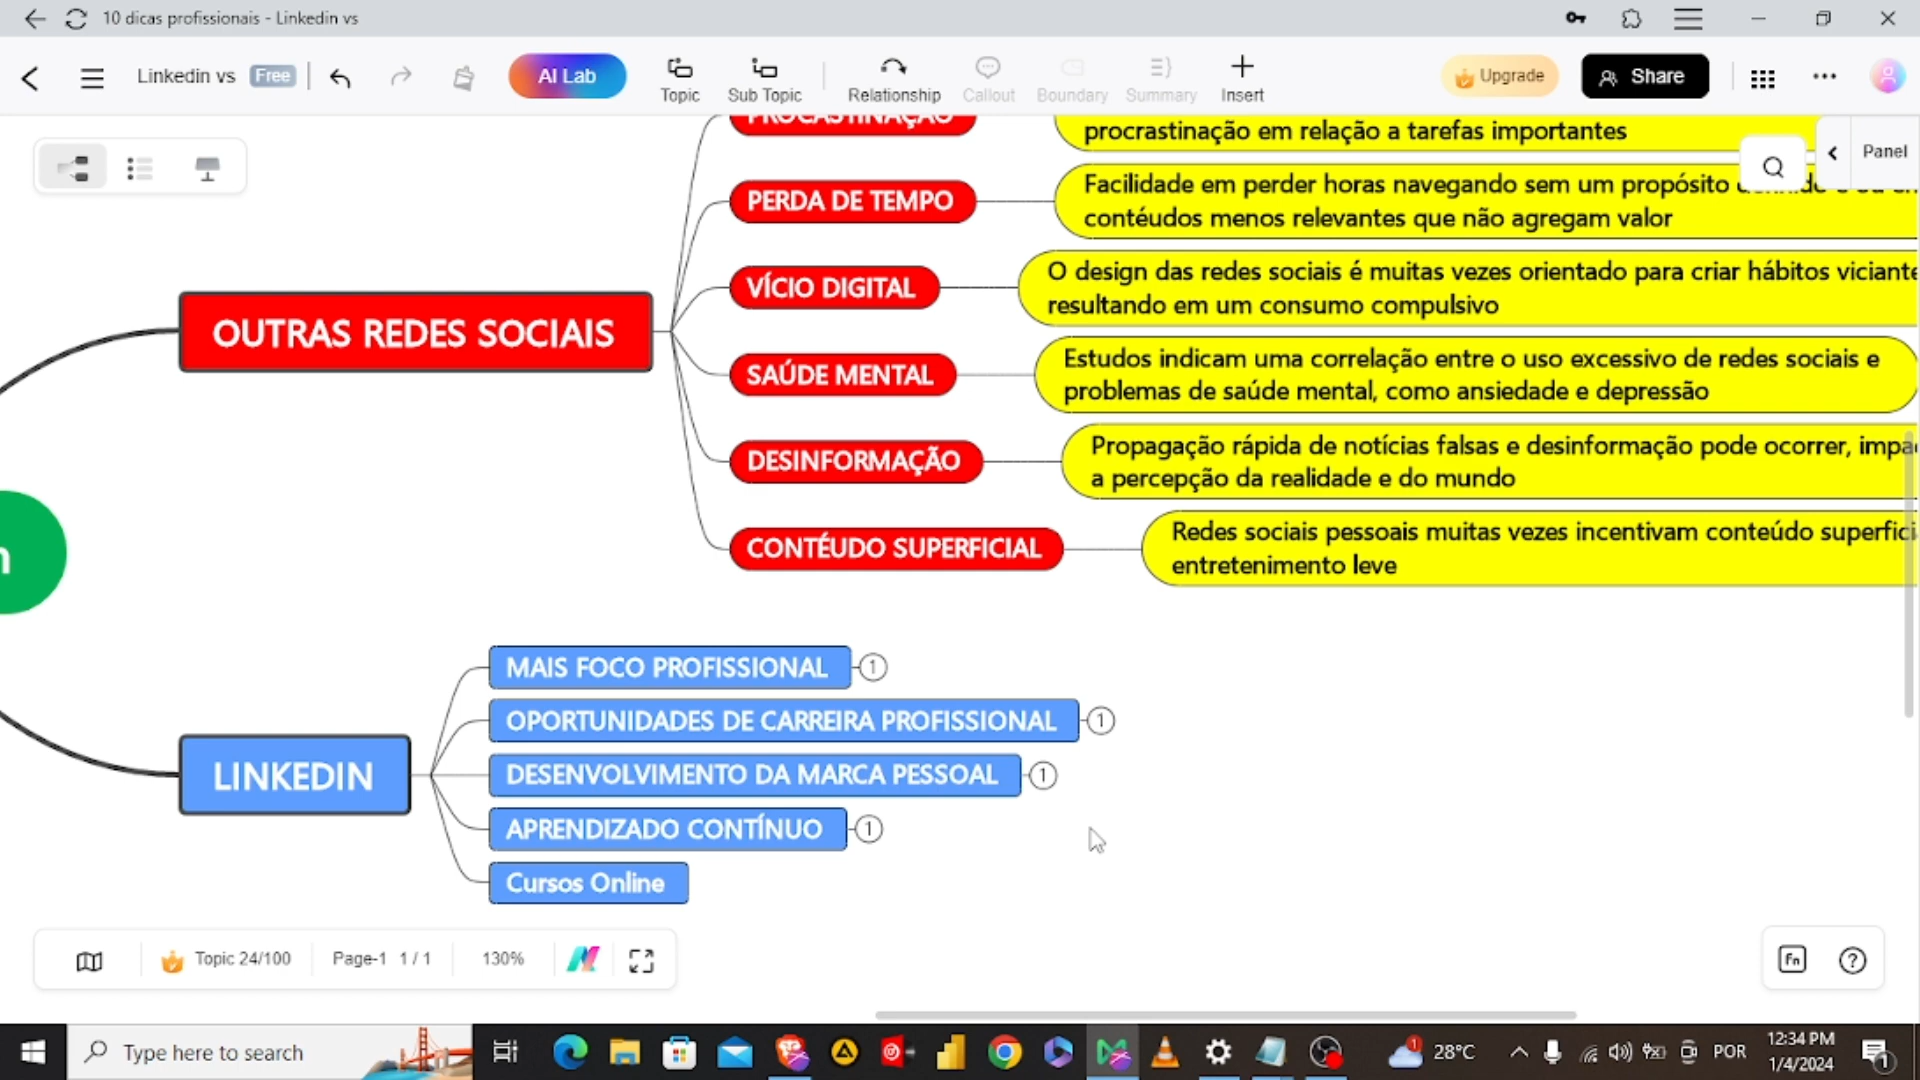 10 dicas profissionais - Linkedin vs
Linkedin vs Free
AI Lab
Topic
Sub Topic
Relationship
Callout
Boundary
Summary
Insert
Upgrade
Share
Panel
PROCASTINAÇÃO
procrastinação em relação a tarefas importantes
PERDA DE TEMPO
Facilidade em perder horas navegando sem um propósito
contéudos menos relevantes que não agregam valor
VÍCIO DIGITAL
O design das redes sociais é muitas vezes orientado para criar hábitos viciante
resultando em um consumo compulsivo
OUTRAS REDES SOCIAIS
SAÚDE MENTAL
Estudos indicam uma correlação entre o uso excessivo de redes sociais e
problemas de saúde mental, como ansiedade e depressão
DESINFORMAÇÃO
Propagação rápida de notícias falsas e desinformação pode ocorrer, impa
a percepção da realidade e do mundo
CONTÉUDO SUPERFICIAL
Redes sociais pessoais muitas vezes incentivam conteúdo superfici
entretenimento leve
MAIS FOCO PROFISSIONAL 1
OPORTUNIDADES DE CARREIRA PROFISSIONAL 1
LINKEDIN
DESENVOLVIMENTO DA MARCA PESSOAL 1
APRENDIZADO CONTÍNUO 1
Cursos Online
Topic 24/100
Page-1 1 / 1
130%
Fn
Type here to search
1
28°C
POR
12:34 PM
1/4/2024
1